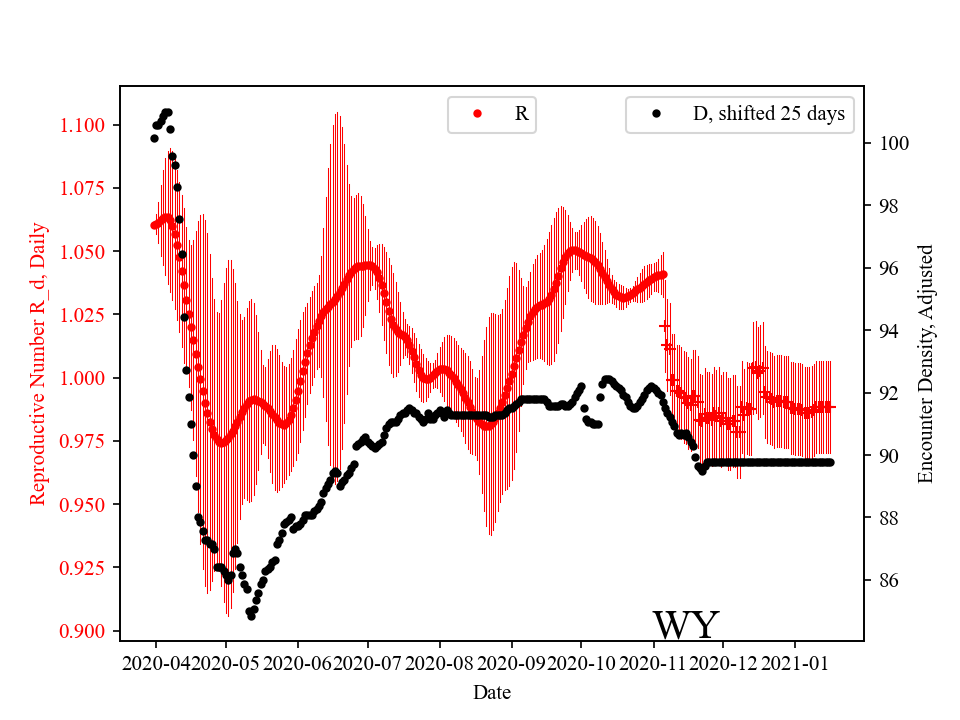 R
D, shifted 25 days
1.100
1.075
1.050
1.025
1.000
0.975
0.950
0.925
0.900
Reproductive Number R_d, Daily
100
98
96
94
92
90
88
86
Encounter Density, Adjusted
WY
2020-04 2020-05 2020-06 2020-07 2020-08 2020-09 2020-10 2020-11 2020-12 2021-01
Date